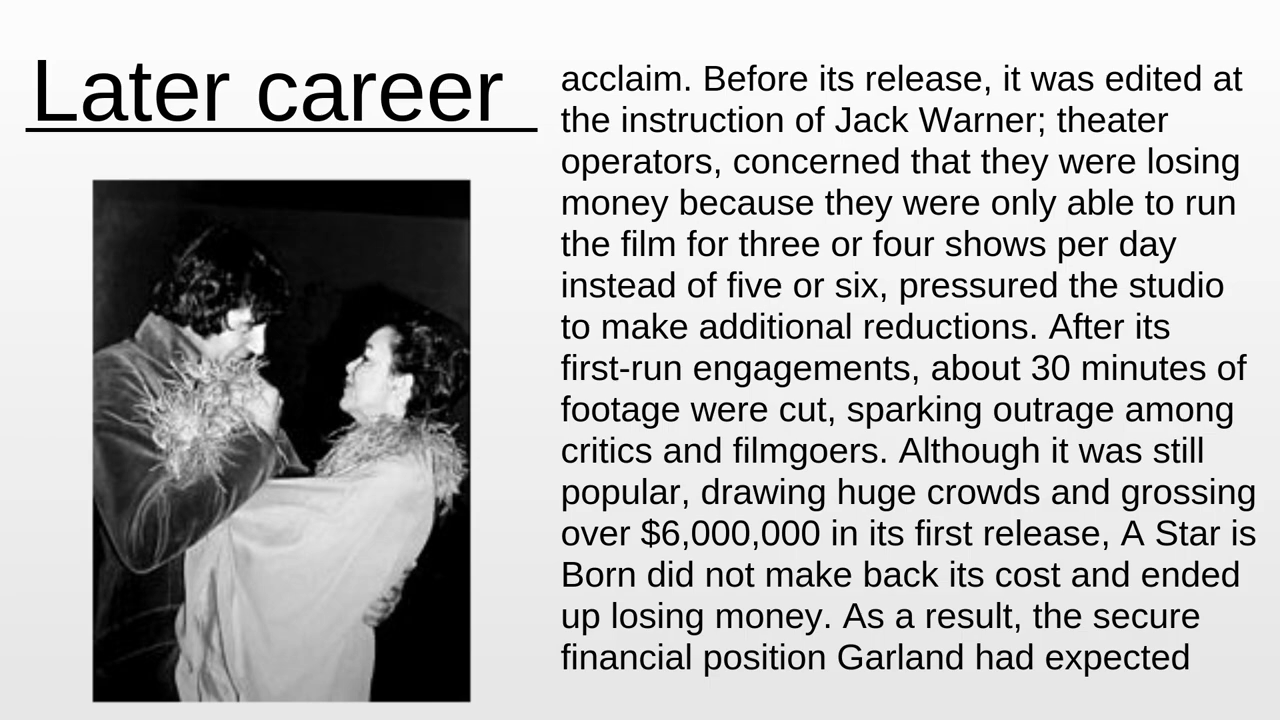 Later career
acclaim. Before its release, it was edited at
the instruction of Jack Warner; theater
operators, concerned that they were losing
money because they were only able to run
the film for three or four shows per day
instead of five or six, pressured the studio
to make additional reductions. After its
first-run engagements, about 30 minutes of
footage were cut, sparking outrage among
critics and filmgoers. Although it was still
popular, drawing huge crowds and grossing
over $6,000,000 in its first release, A Star is
Born did not make back its cost and ended
up losing money. As a result, the secure
financial position Garland had expected